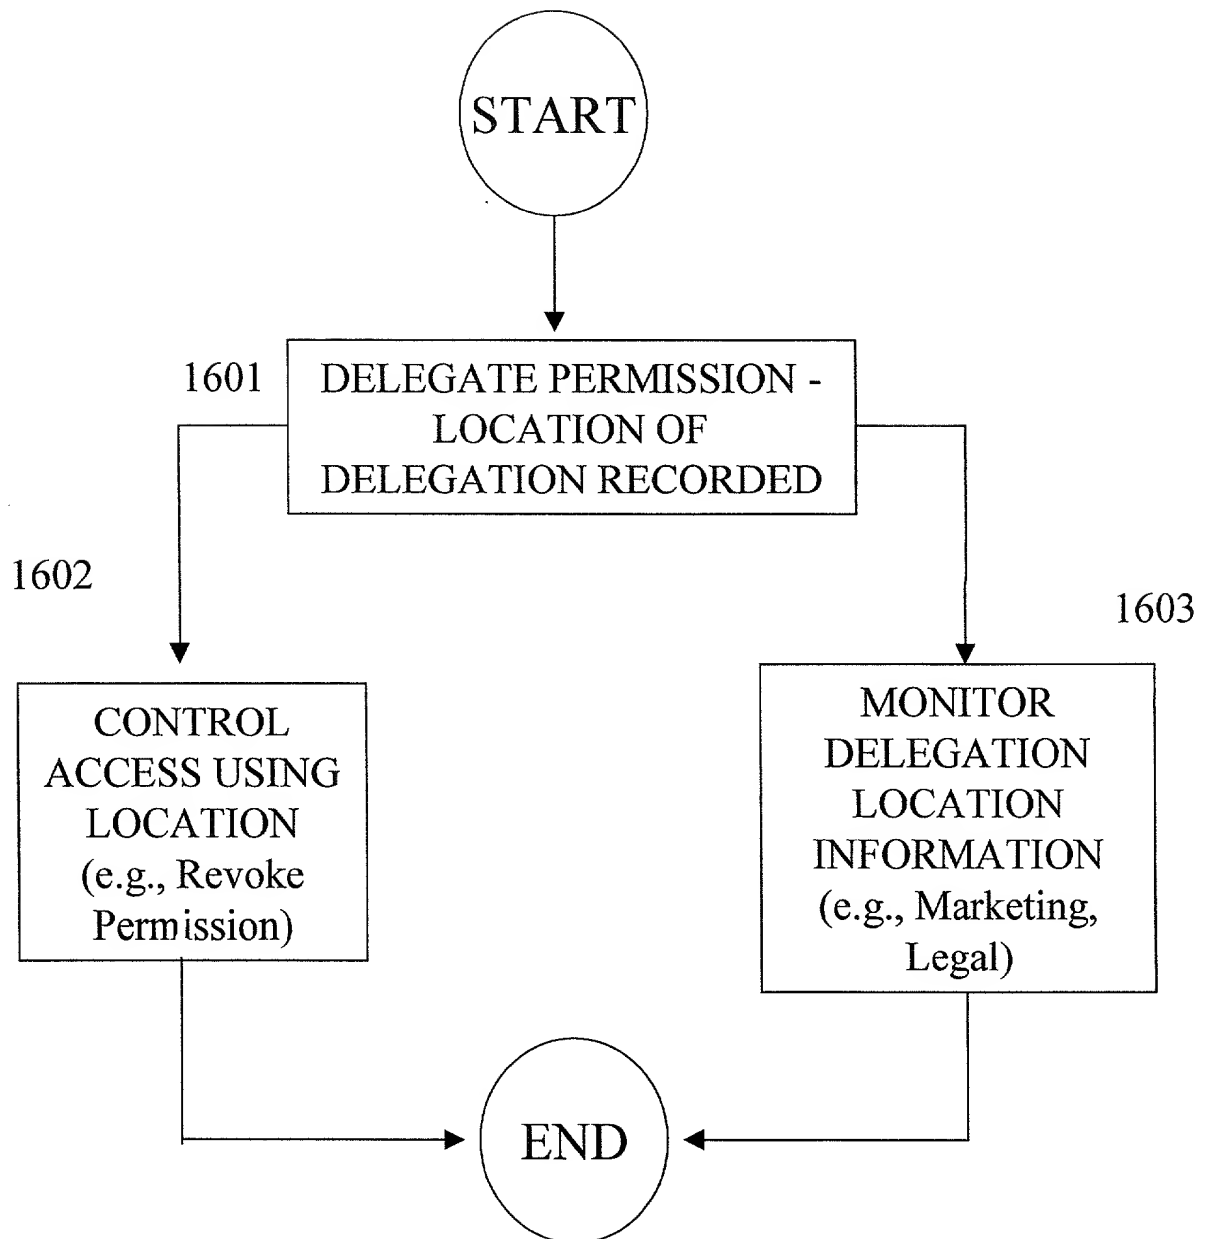 START
1601
DELEGATE PERMISSION -
LOCATION OF
DELEGATION RECORDED
1602
1603
CONTROL
ACCESS USING
LOCATION
(e.g., Revoke
Permission)
MONITOR
DELEGATION
LOCATION
INFORMATION
(e.g., Marketing,
Legal)
END